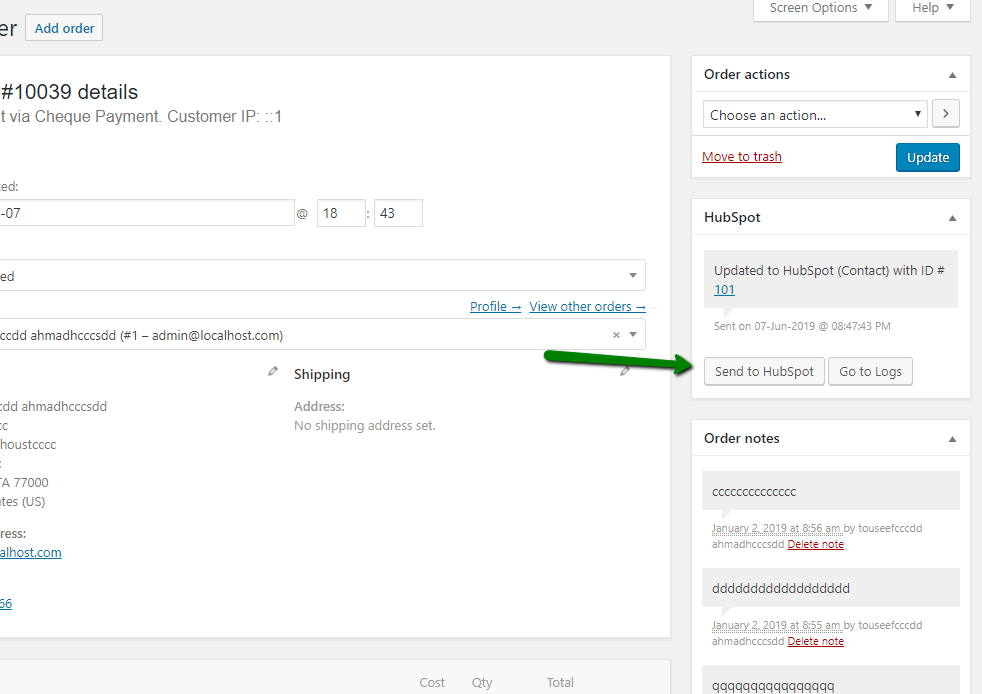 Screen Options ▼ Help ▼
er Add order
#10039 details
t via Cheque Payment. Customer IP: ::1
ted:
-07 @ 18 : 43
ed
Profile → View other orders →
ccdd ahmadhcccsdd (#1 – admin@localhost.com) × ▼
Shipping
cdd ahmadhcccsdd
cc
houstcccc
:
TA 77000
ates (US)
Address:
No shipping address set.
ress:
alhost.com
66
Cost Qty Total
Order actions ▲
Choose an action... ▼ >
Move to trash Update
HubSpot ▲
Updated to HubSpot (Contact) with ID #
101
Sent on 07-Jun-2019 @ 08:47:43 PM
Send to HubSpot Go to Logs
Order notes ▲
cccccccccccccc
January 2, 2019 at 8:56 am by touseefcccdd
ahmadhcccsdd Delete note
ddddddddddddddddddd
January 2, 2019 at 8:55 am by touseefcccdd
ahmadhcccsdd Delete note
qqqqqqqqqqqqqqqq